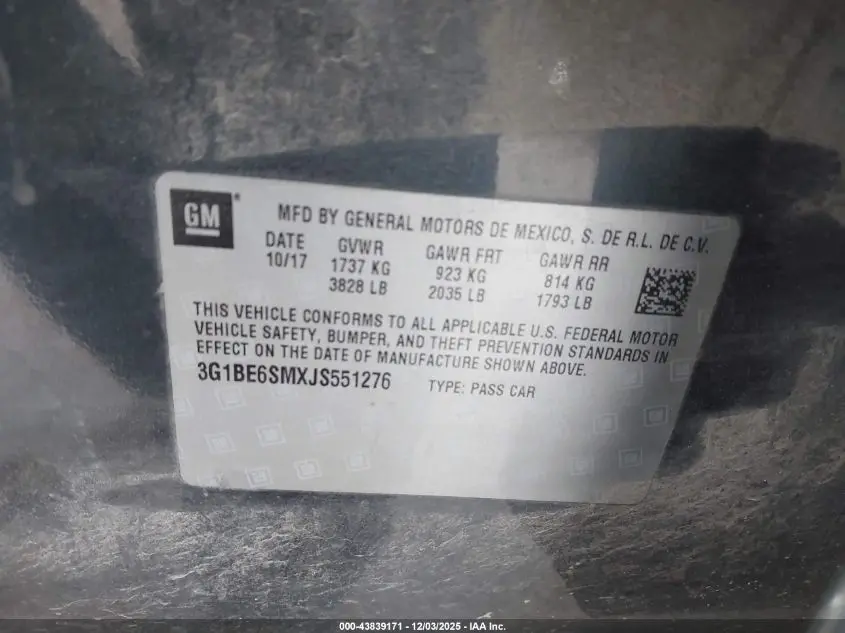 GM
MFD BY GENERAL MOTORS DE MEXICO, S. DE R.L. DE C.V.
DATE GVWR GAWR FRT GAWR RR
10/17 1737 KG 923 KG 814 KG
3828 LB 2035 LB 1793 LB
THIS VEHICLE CONFORMS TO ALL APPLICABLE U.S. FEDERAL MOTOR
VEHICLE SAFETY, BUMPER, AND THEFT PREVENTION STANDARDS IN
EFFECT ON THE DATE OF MANUFACTURE SHOWN ABOVE.
3G1BE6SMXJS551276 TYPE: PASS CAR
000-43839171 - 12/03/2025 - IAA Inc.